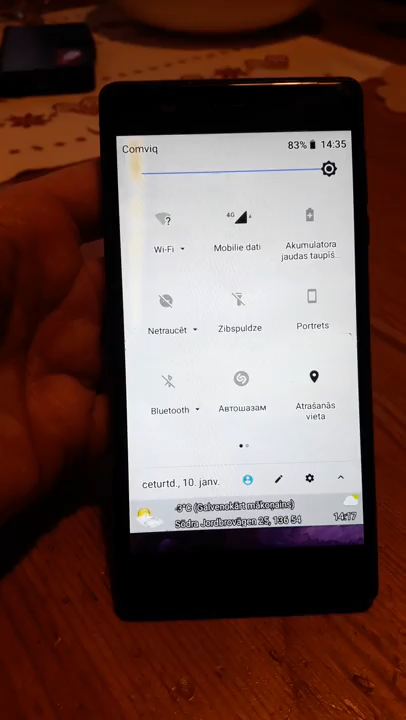 Comviq 83% 14:35
4G
Wi-Fi
Mobilie dati
Akumulatora
jaudas taupīš...
Netraucēt
Zibspuldze
Portrets
Bluetooth
Автошазам
Atrašanās
vieta
ceturtd., 10. janv.
-3°C (Galvenokārt mākoņains)
Södra Jordbrovägen 25, 136 54
14:17